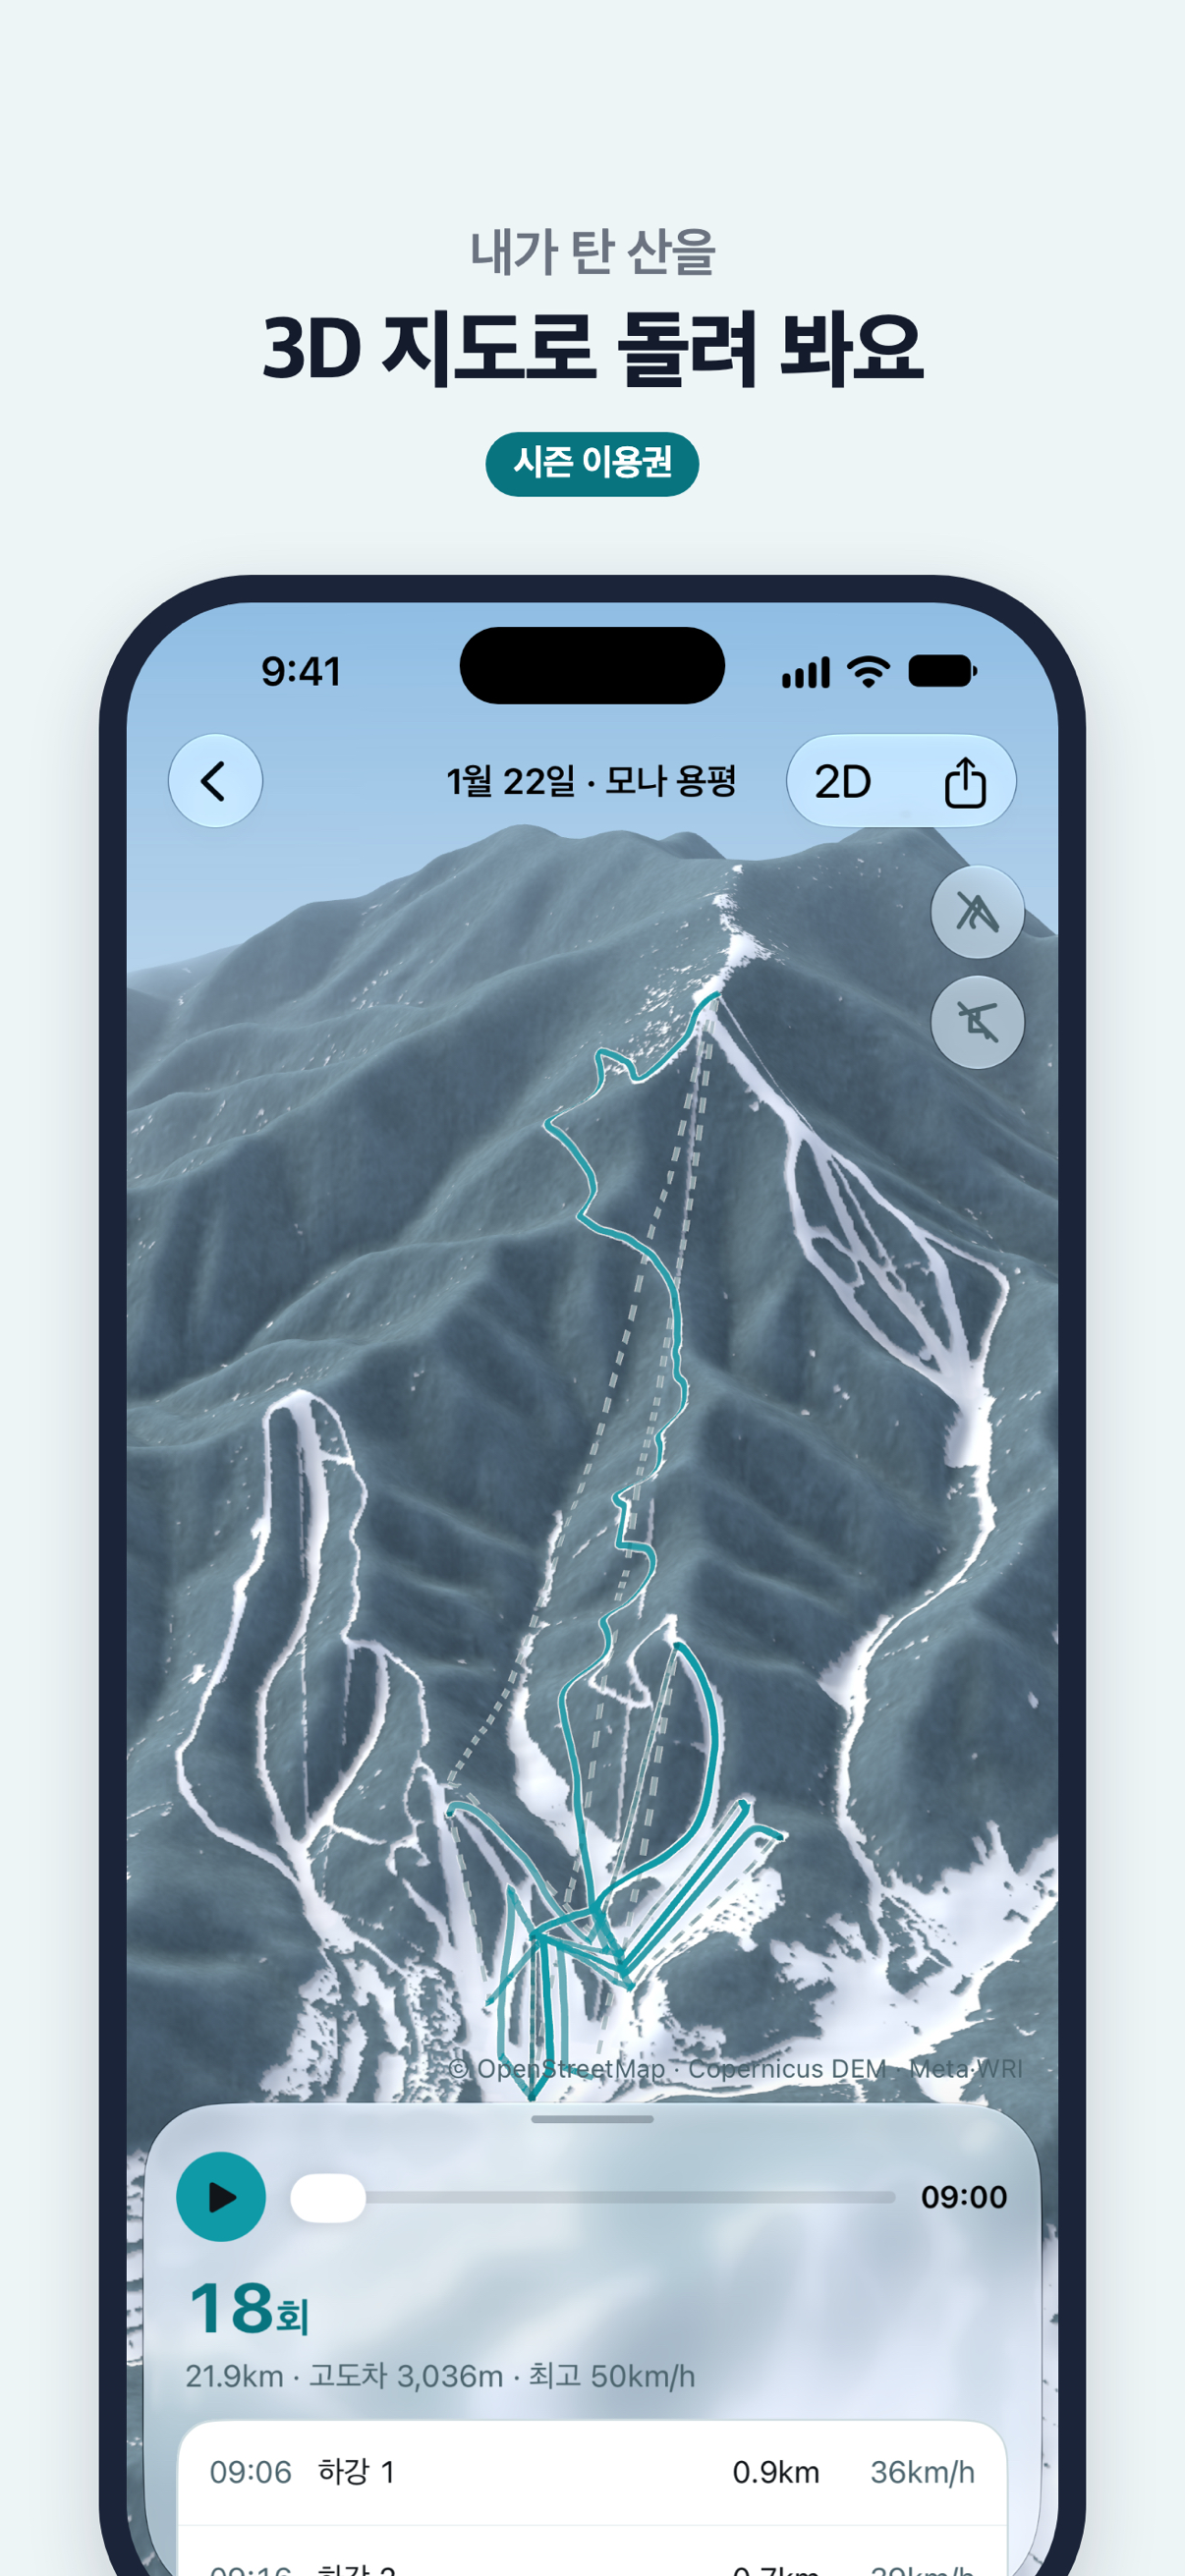 내가 탄 산을
3D 지도로 돌려 봐요
시즌 이용권
9:41
1월 22일 · 모나 용평
2D
© OpenStreetMap · Copernicus DEM · Meta·WRI
09:00
18회
21.9km · 고도차 3,036m · 최고 50km/h
09:06 하강 1 0.9km 36km/h